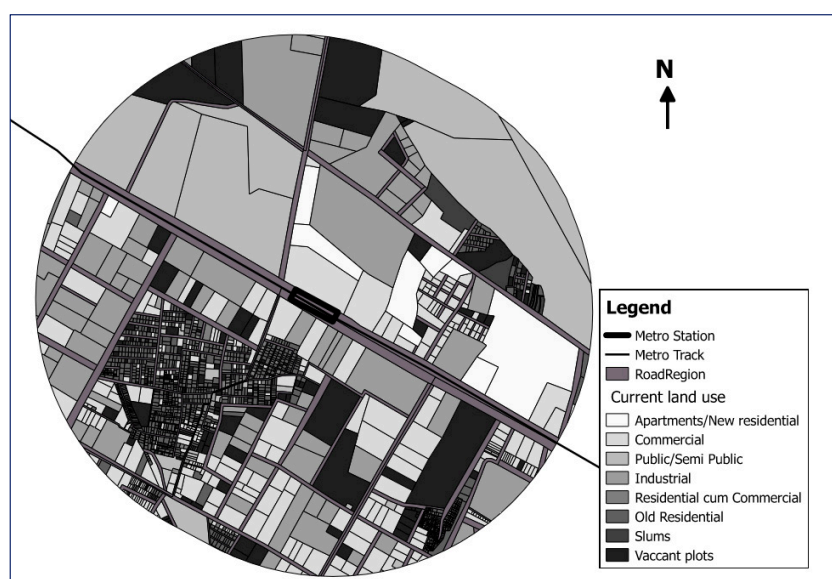 N
Legend
Metro Station
Metro Track
RoadRegion
Current land use
Apartments/New residential
Commercial
Public/Semi Public
Industrial
Residential cum Commercial
Old Residential
Slums
Vaccant plots